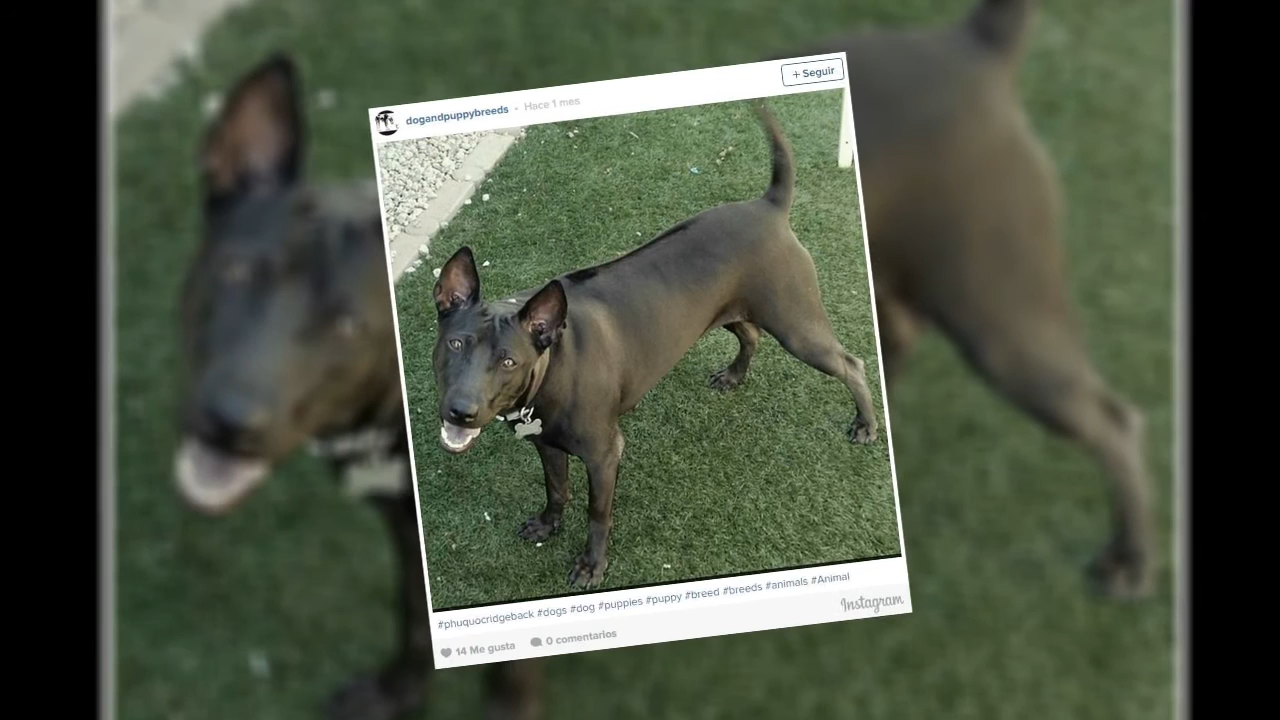 dogandpuppybreeds · Hace 1 mes
+ Seguir
#phuquocridgeback #dogs #dog #puppies #puppy #breed #breeds #animals #Animal
Instagram
14 Me gusta 0 comentarios